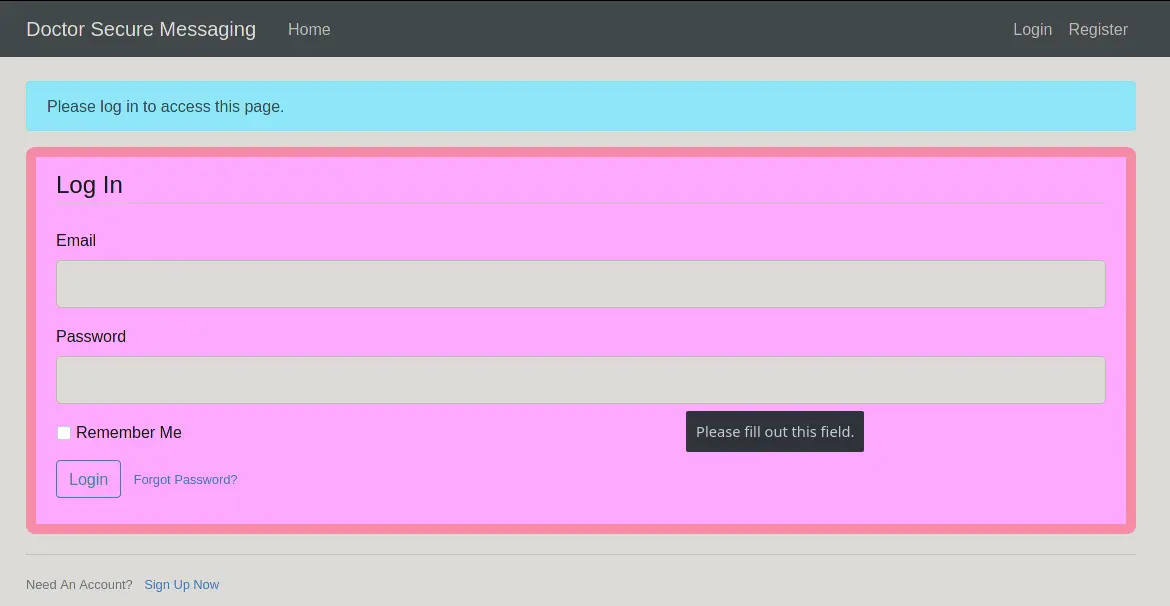 Doctor Secure Messaging Home Login Register
Please log in to access this page.
Log In
Email
Password
Remember Me
Please fill out this field.
Login Forgot Password?
Need An Account? Sign Up Now